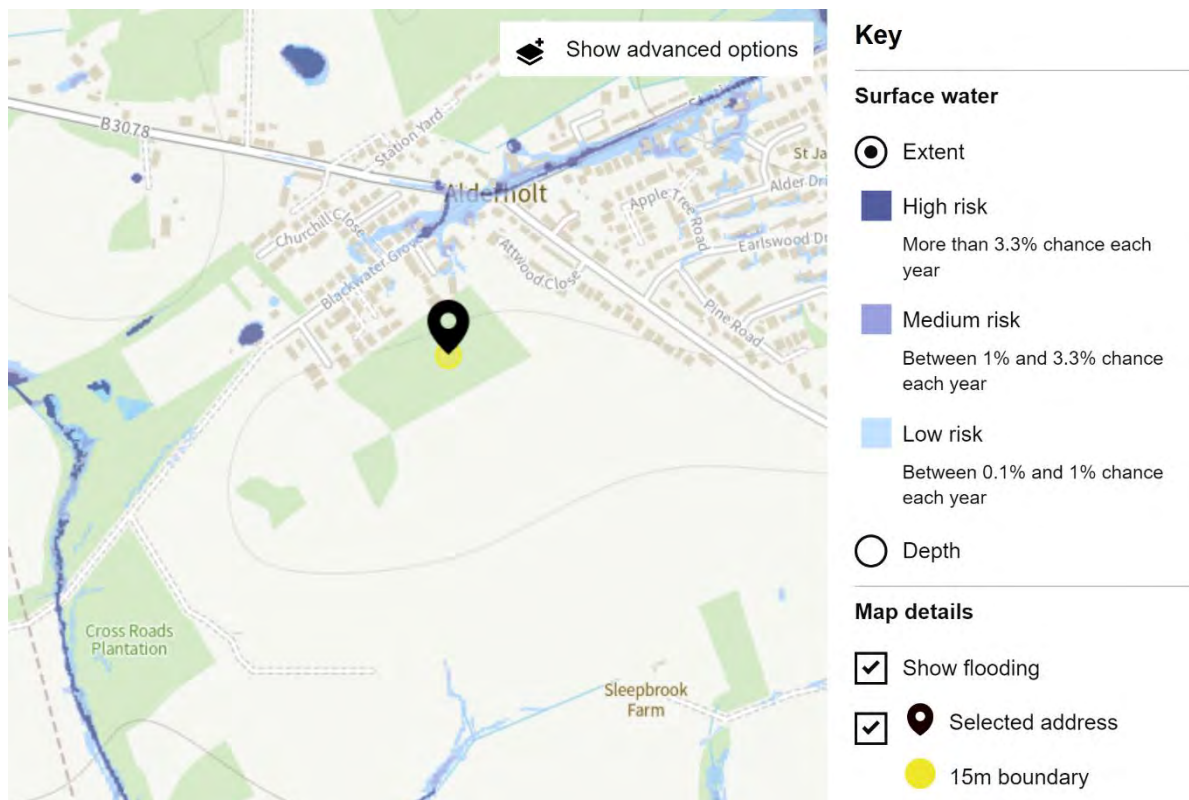 Show advanced options
B3078
Station Yard
St Ja
Alderholt
Alder Dri
Apple Tree Road
Churchill Close
Earlswood Dr
Attwood Close
Blackwater Grove
Pine Road
Cross Roads
Plantation
Sleepbrook
Farm
Key
Surface water
Extent
High risk
More than 3.3% chance each
year
Medium risk
Between 1% and 3.3% chance
each year
Low risk
Between 0.1% and 1% chance
each year
Depth
Map details
Show flooding
Selected address
15m boundary